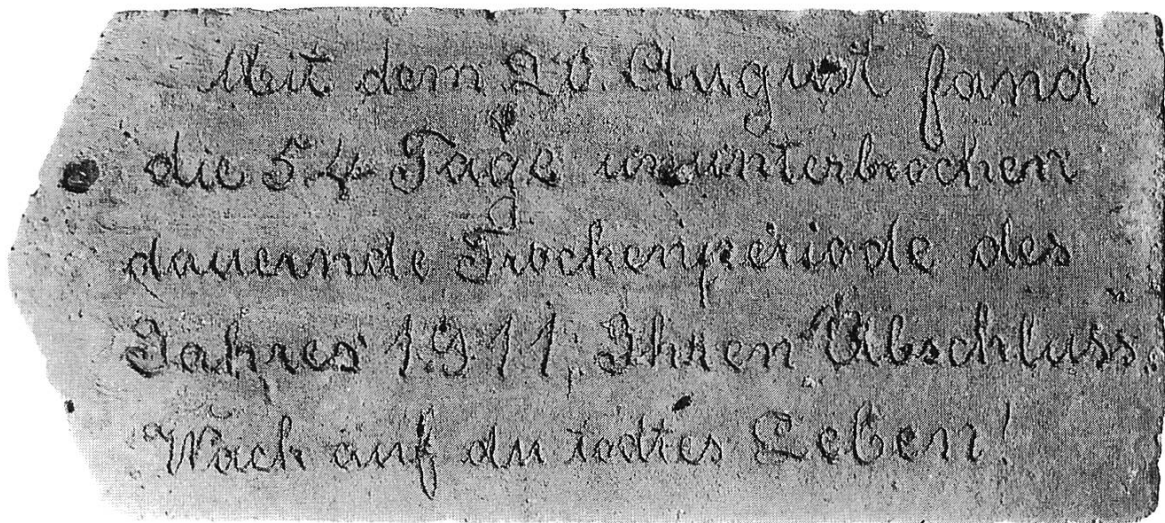 Mit dem 20. August fand
die 54 Tage ununterbrochen
dauernde Trockenperiode des
Jahres 1911, Ihren Abschluss.
Wach auf du todtes Leben!